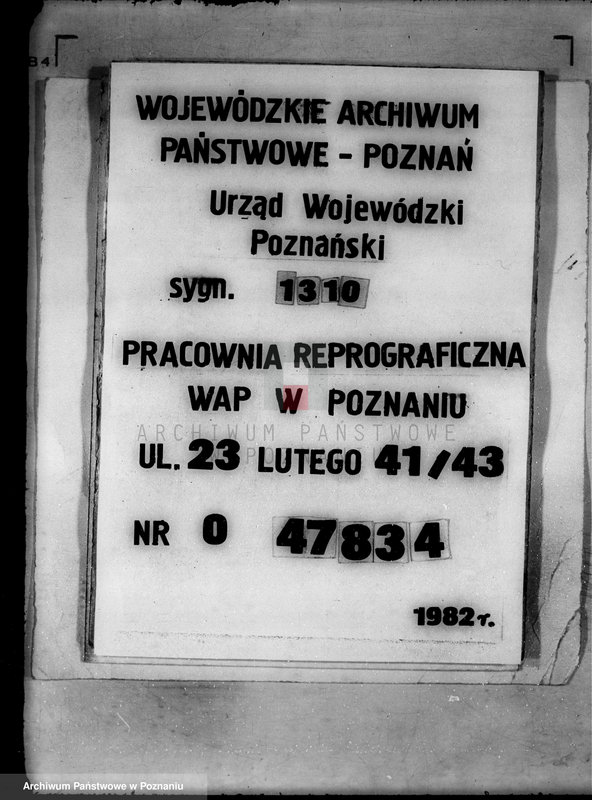 84
WOJEWÓDZKIE ARCHIWUM
PAŃSTWOWE - POZNAŃ
Urząd Wojewódzki
Poznański
sygn. 1310
PRACOWNIA REPROGRAFICZNA
WAP W POZNANIU
ARCHIWUM PAŃSTWOWE
UL. 23 LUTEGO 41/43
NR 0 47834
1982 r.
Archiwum Państwowe w Poznaniu